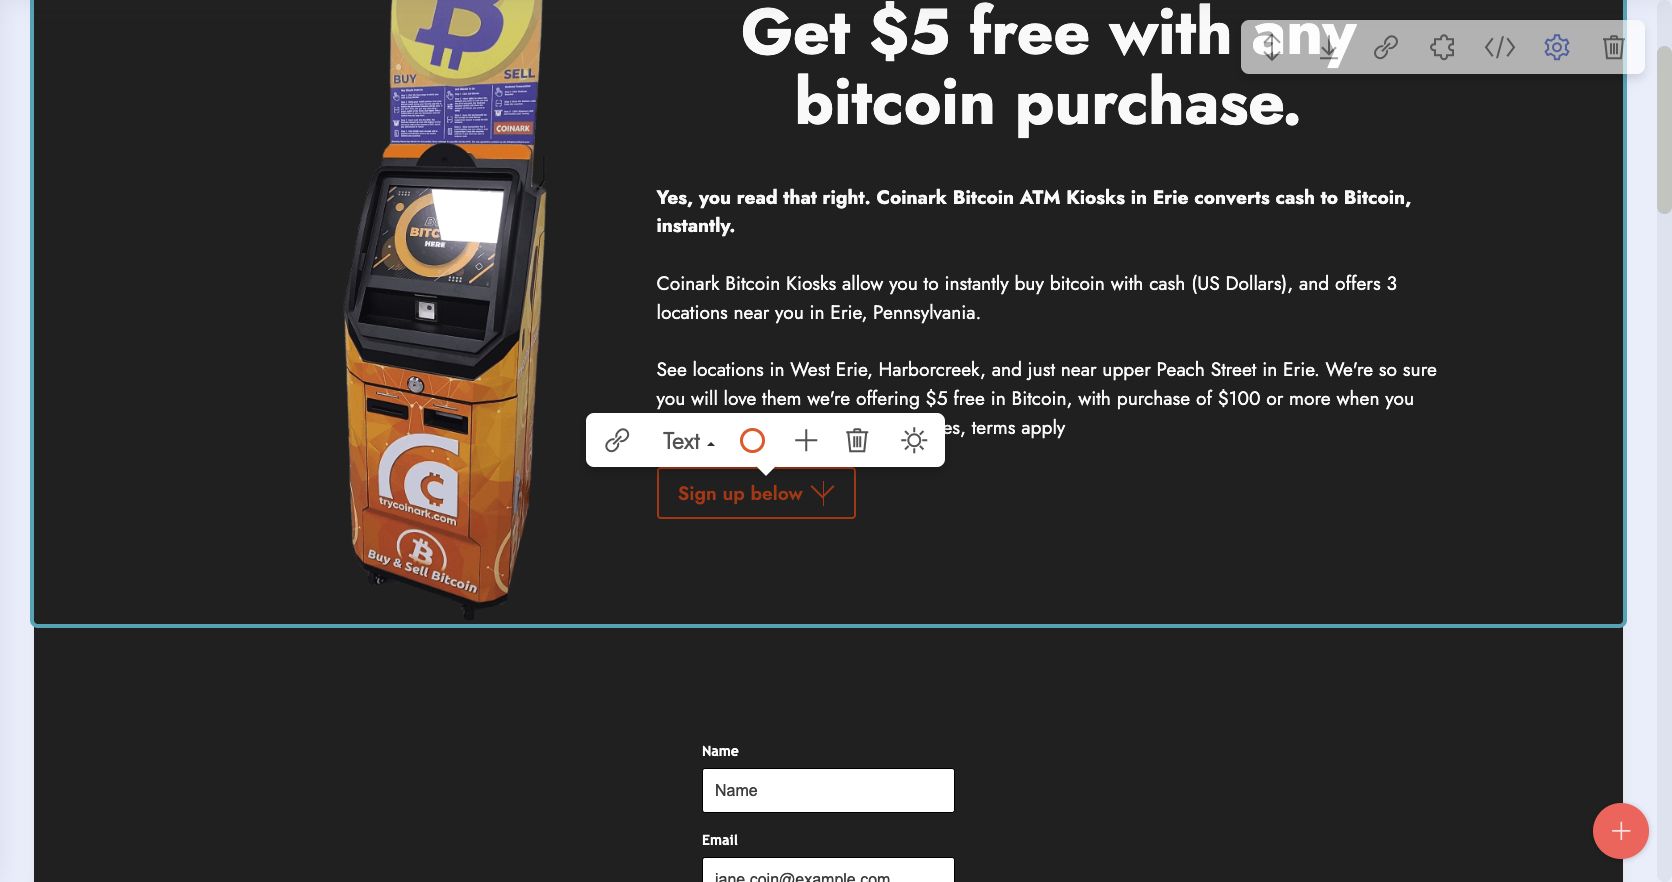 Get $5 free with any
bitcoin purchase.
BUY
SELL
COINARK
BITC
HERE
Yes, you read that right. Coinark Bitcoin ATM Kiosks in Erie converts cash to Bitcoin,
instantly.
Coinark Bitcoin Kiosks allow you to instantly buy bitcoin with cash (US Dollars), and offers 3
locations near you in Erie, Pennsylvania.
See locations in West Erie, Harborcreek, and just near upper Peach Street in Erie. We're so sure
you will love them we're offering $5 free in Bitcoin, with purchase of $100 or more when you
es, terms apply
Text
Sign up below
trycoinark.com
Buy & Sell Bitcoin
Name
Name
Email
jane.coin@example.com